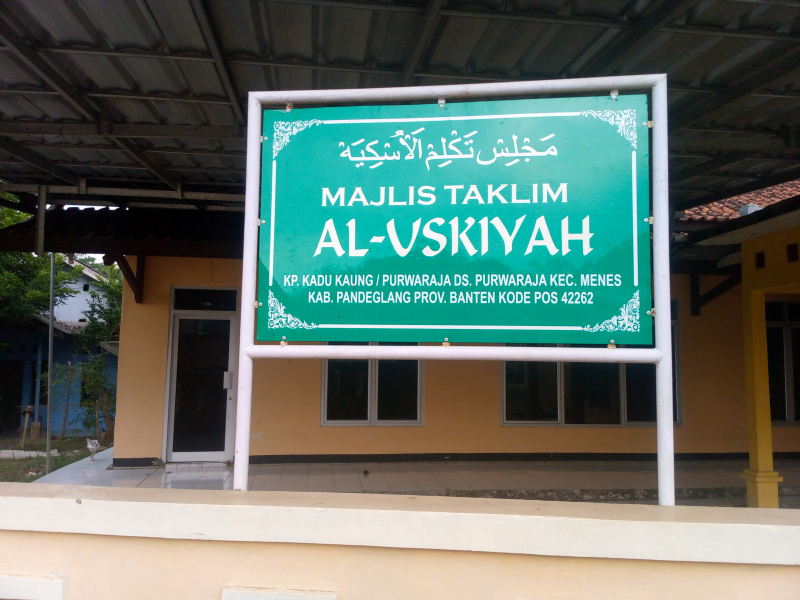 مَجْلِسْ تَكْلِمْ اَلْاُسْكِيَهْ
MAJLIS TAKLIM
AL-USKIYAH
KP. KADU KAUNG / PURWARAJA DS. PURWARAJA KEC. MENES
KAB. PANDEGLANG PROV. BANTEN KODE POS 42262